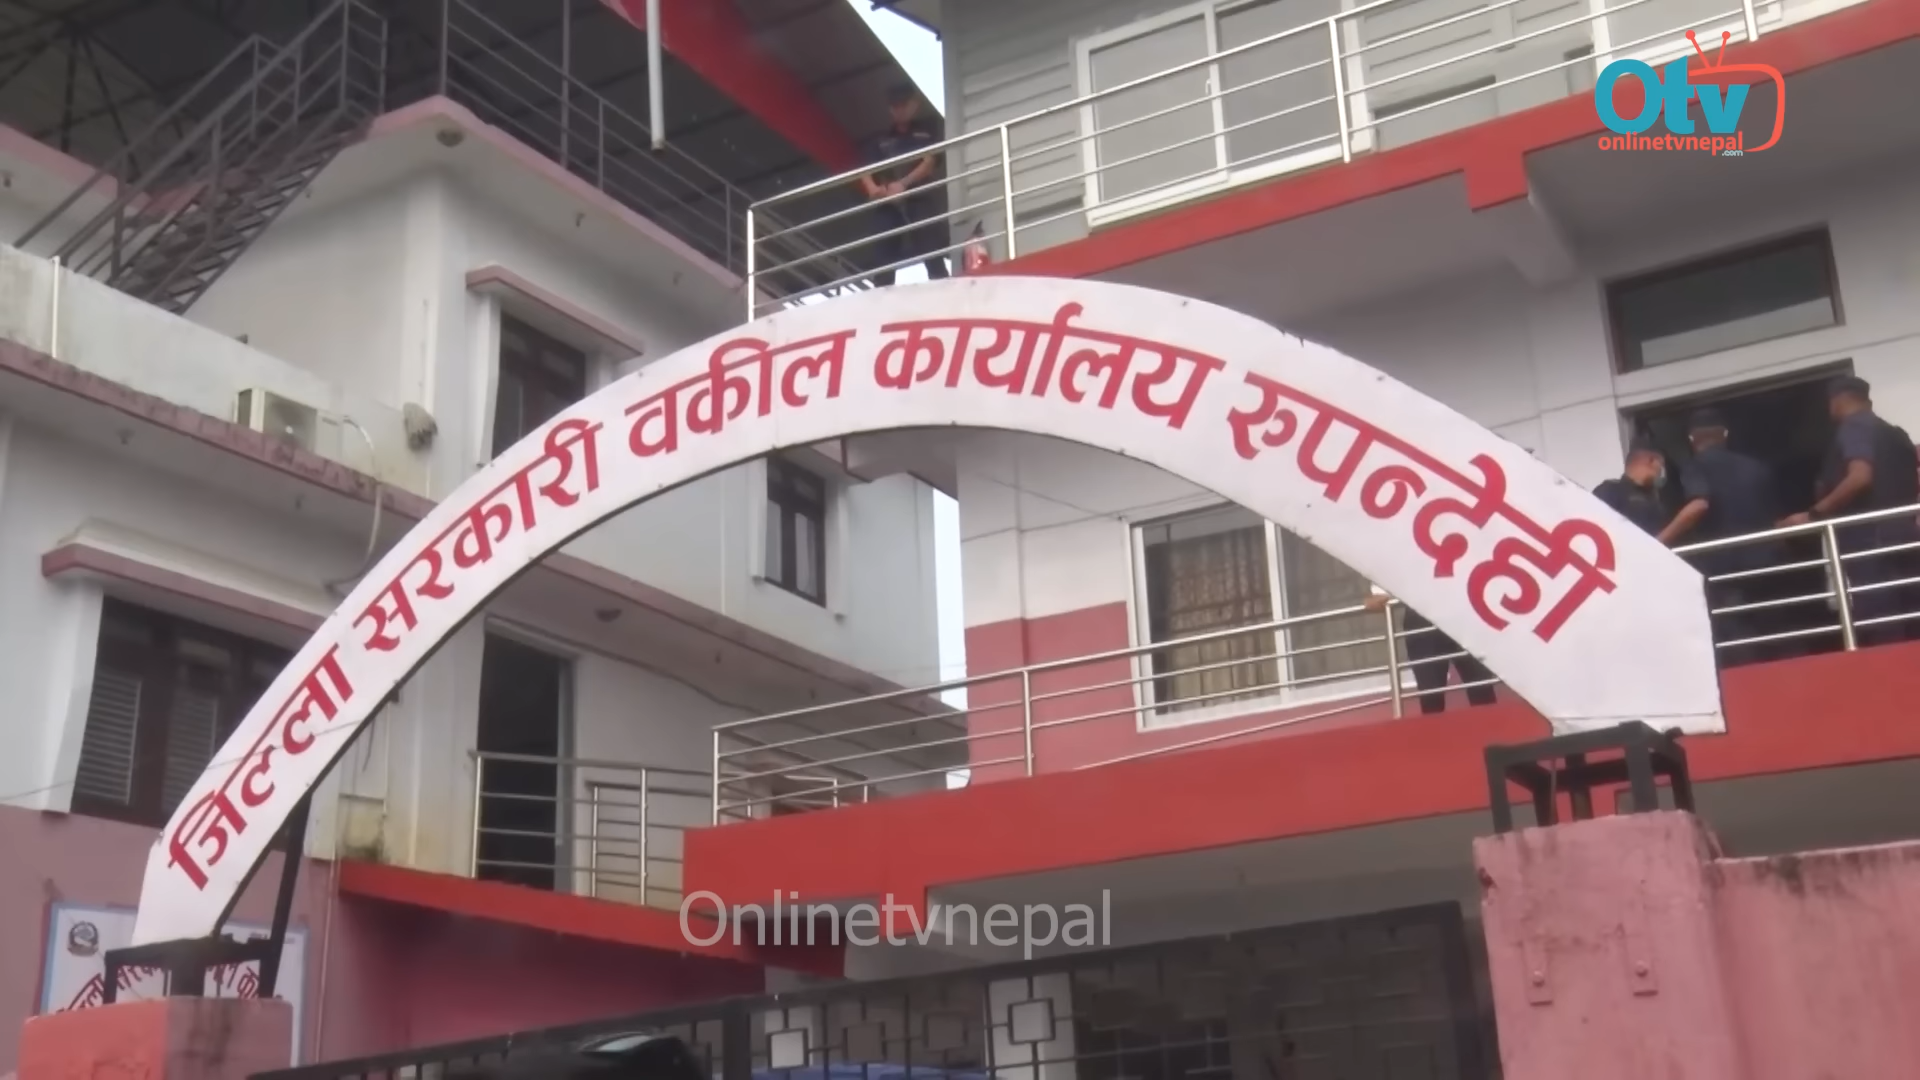 Otv
onlinetvnepal
.com
जिल्ला सरकारी वकील कार्यालय रुपन्देही
Onlinetvnepal